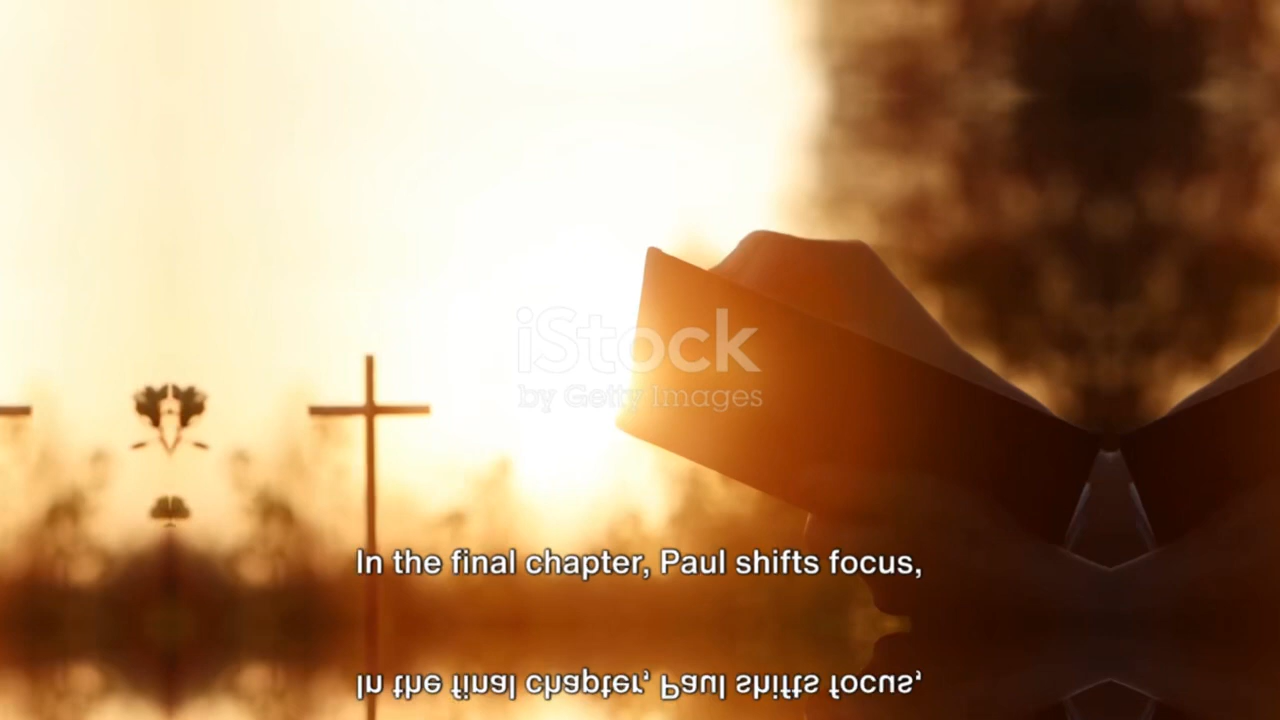 iStock
by Getty Images
In the final chapter, Paul shifts focus,
In the final chapter, Paul shifts focus,